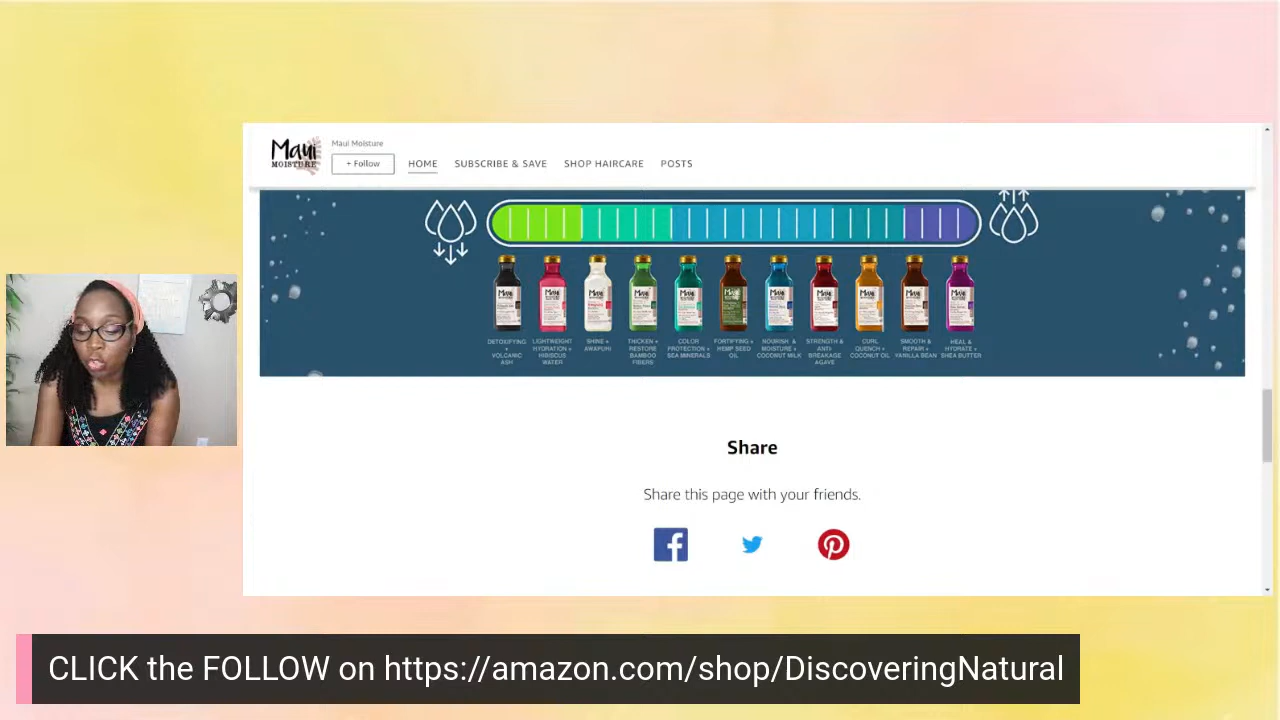 Maui
MOISTURE
Maui Moisture
+ Follow
HOME
SUBSCRIBE & SAVE
SHOP HAIRCARE
POSTS
DETOXIFYING
+
VOLCANIC
ASH
LIGHTWEIGHT
HYDRATION +
HIBISCUS
WATER
SHINE +
AWAPUHI
THICKEN +
RESTORE
BAMBOO
FIBERS
COLOR
PROTECTION +
SEA MINERALS
FORTIFYING +
HEMP SEED
OIL
NOURISH &
MOISTURE +
COCONUT MILK
STRENGTH &
ANTI-
BREAKAGE
AGAVE
CURL
QUENCH +
COCONUT OIL
SMOOTH &
REPAIR +
VANILLA BEAN
HEAL &
HYDRATE +
SHEA BUTTER
Share
Share this page with your friends.
CLICK the FOLLOW on https://amazon.com/shop/DiscoveringNatural